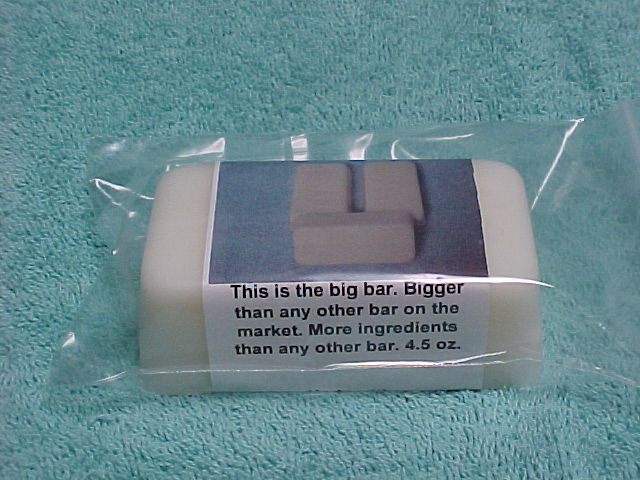 This is the big bar. Bigger
than any other bar on the
market. More ingredients
than any other bar. 4.5 oz.